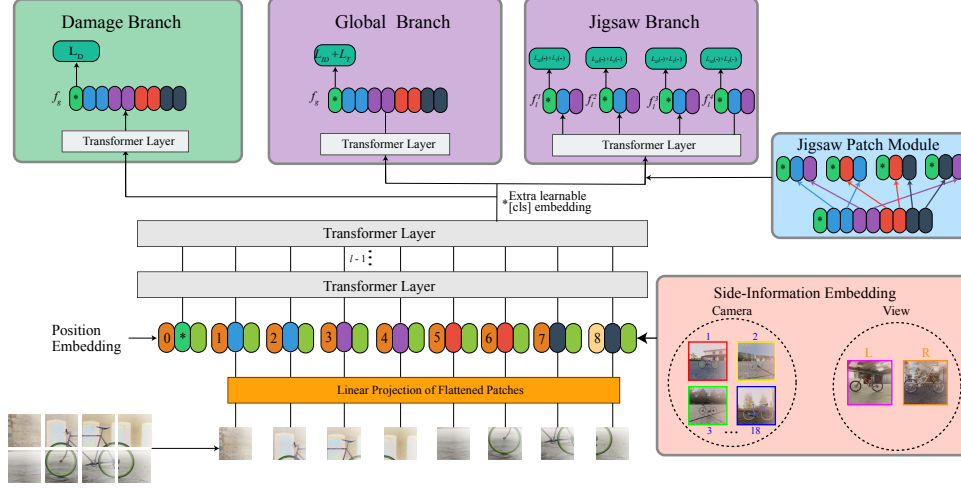 Damage Branch
Global Branch
Jigsaw Branch
L_D
L_ID + L_T
f_g
*
f_g
*
f_l^1
*
f_l^2
*
f_l^3
*
f_l^4
*
Transformer Layer
Transformer Layer
Transformer Layer
Jigsaw Patch Module
*
*
*
*
*
*Extra learnable
[cls] embedding
Transformer Layer
l - 1
Transformer Layer
Side-Information Embedding
Camera
View
Position
Embedding
0 * 1 2 3 4 5 6 7 8
1
2
L
R
3
... 18
Linear Projection of Flattened Patches